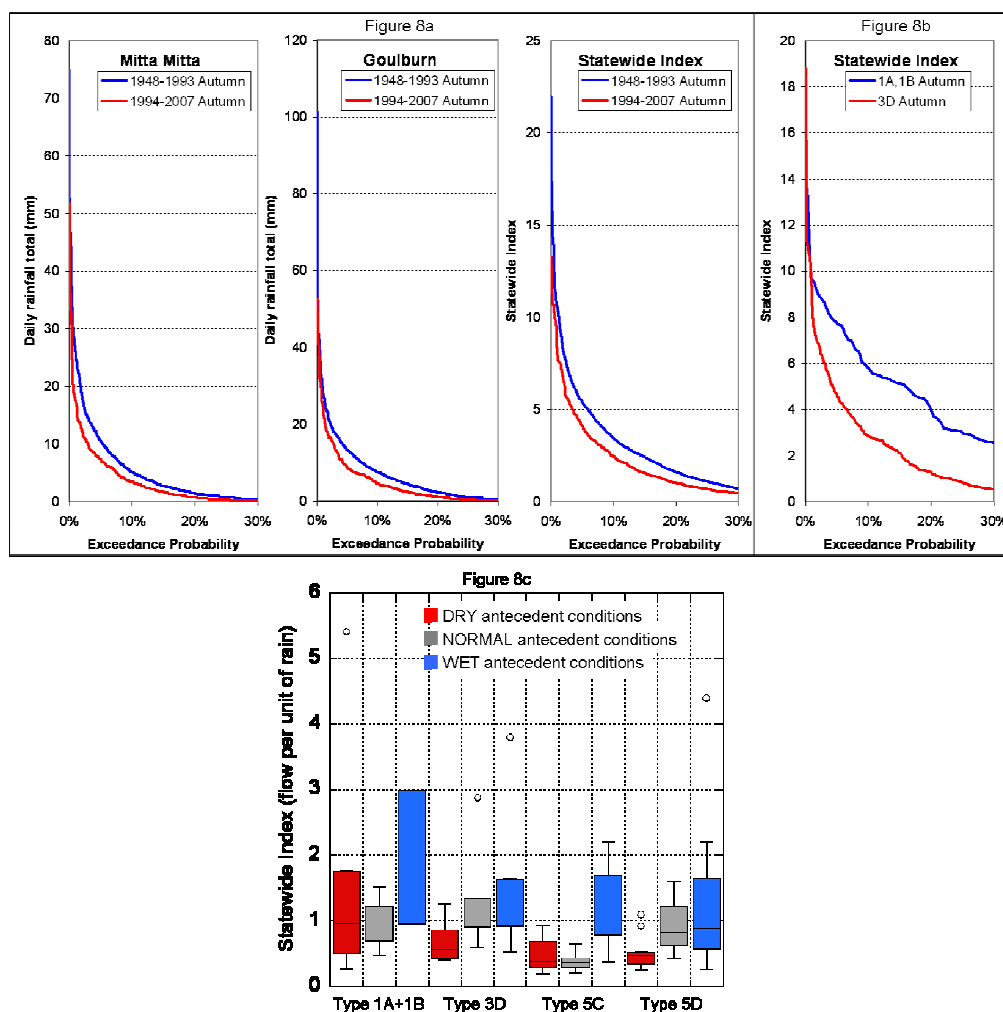 Figure 8a
Mitta Mitta
1948-1993 Autumn
1994-2007 Autumn
Daily rainfall total (mm)
80
70
60
50
40
30
20
10
0
0% 10% 20% 30%
Exceedance Probability
Goulburn
1948-1993 Autumn
1994-2007 Autumn
Daily rainfall total (mm)
120
100
80
60
40
20
0
0% 10% 20% 30%
Exceedance Probability
Statewide Index
1948-1993 Autumn
1994-2007 Autumn
Statewide Index
25
20
15
10
5
0
0% 10% 20% 30%
Exceedance Probability
Figure 8b
Statewide Index
1A,1B Autumn
3D Autumn
Statewide Index
20
18
16
14
12
10
8
6
4
2
0
0% 10% 20% 30%
Exceedance Probability
Figure 8c
DRY antecedent conditions
NORMAL antecedent conditions
WET antecedent conditions
Statewide Index (flow per unit of rain)
6
5
4
3
2
1
0
Type 1A+1B Type 3D Type 5C Type 5D